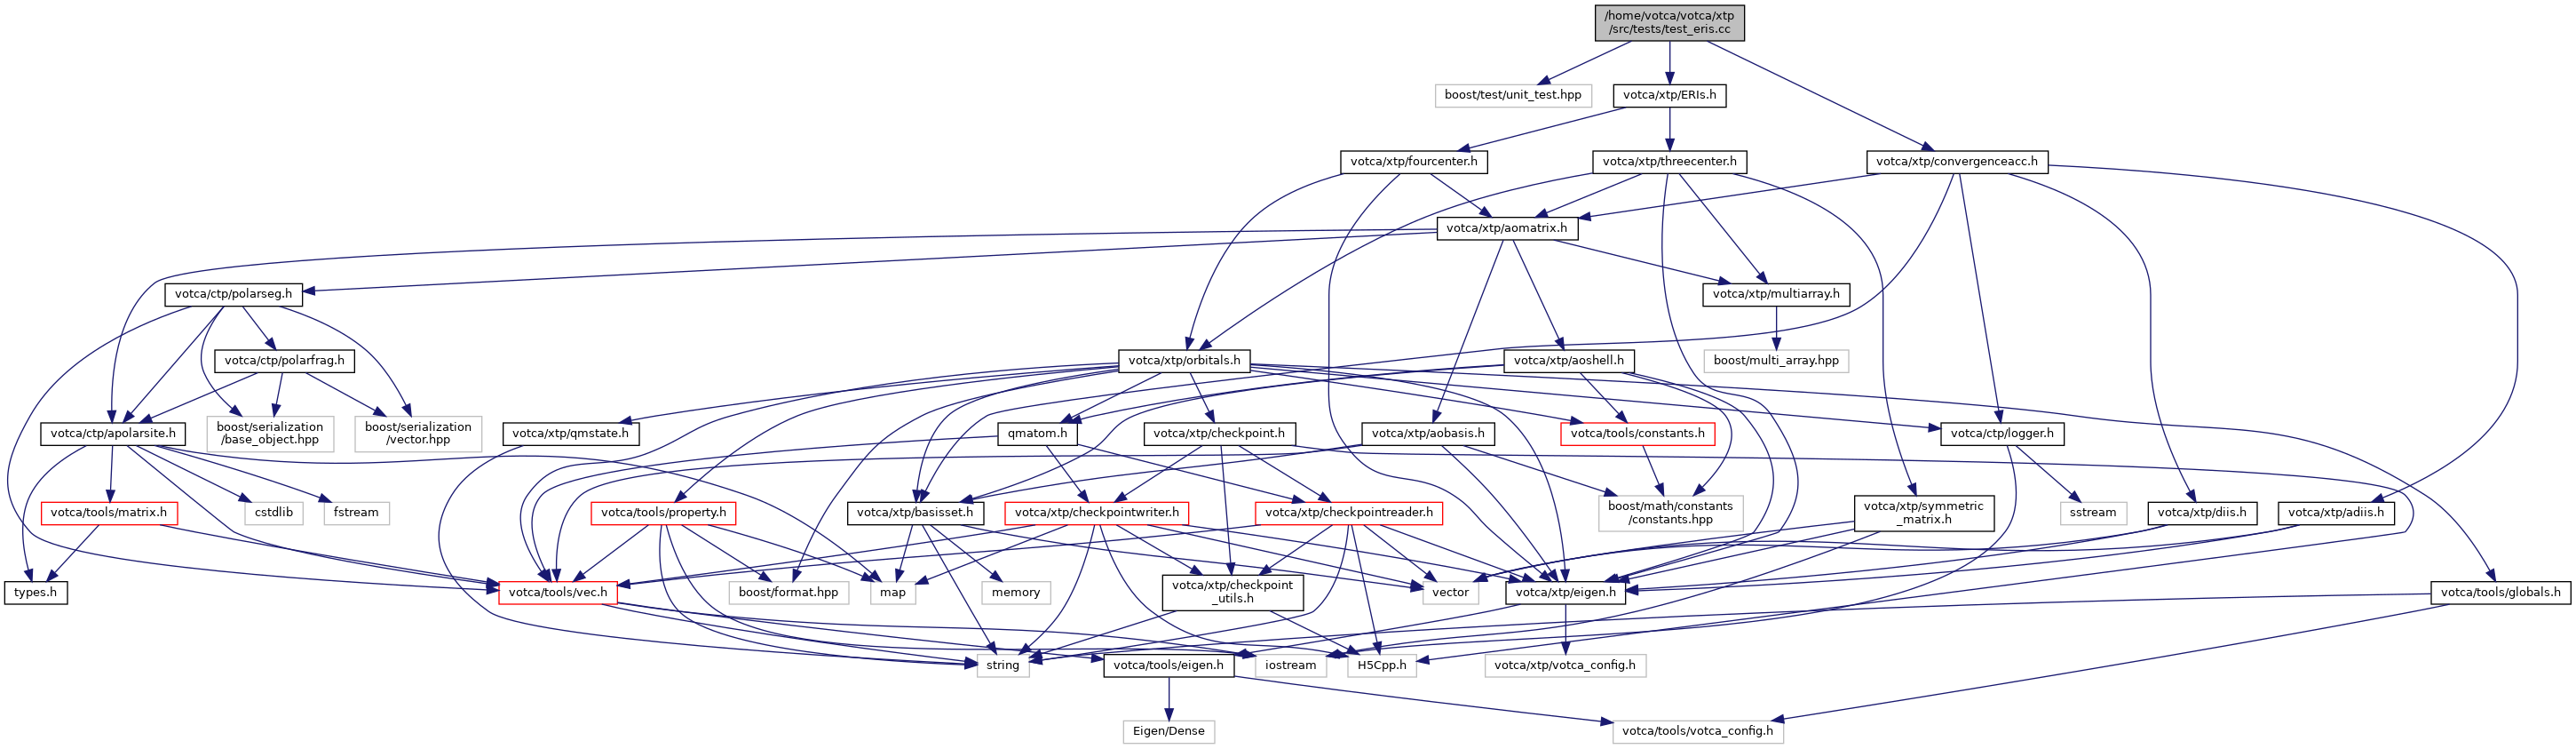 /home/votca/votca/xtp
/src/tests/test_eris.cc
boost/test/unit_test.hpp
votca/xtp/ERIs.h
votca/xtp/fourcenter.h
votca/xtp/threecenter.h
votca/xtp/convergenceacc.h
votca/xtp/aomatrix.h
votca/ctp/polarseg.h
votca/xtp/multiarray.h
votca/ctp/polarfrag.h
votca/xtp/orbitals.h
votca/xtp/aoshell.h
boost/multi_array.hpp
votca/ctp/apolarsite.h
boost/serialization
/base_object.hpp
boost/serialization
/vector.hpp
votca/xtp/qmstate.h
qmatom.h
votca/xtp/checkpoint.h
votca/xtp/aobasis.h
votca/tools/constants.h
votca/ctp/logger.h
votca/tools/matrix.h
cstdlib
fstream
votca/tools/property.h
votca/xtp/basisset.h
votca/xtp/checkpointwriter.h
votca/xtp/checkpointreader.h
boost/math/constants
/constants.hpp
votca/xtp/symmetric
_matrix.h
sstream
votca/xtp/diis.h
votca/xtp/adiis.h
types.h
votca/tools/vec.h
boost/format.hpp
map
memory
votca/xtp/checkpoint
_utils.h
vector
votca/xtp/eigen.h
votca/tools/globals.h
string
votca/tools/eigen.h
iostream
H5Cpp.h
votca/xtp/votca_config.h
Eigen/Dense
votca/tools/votca_config.h